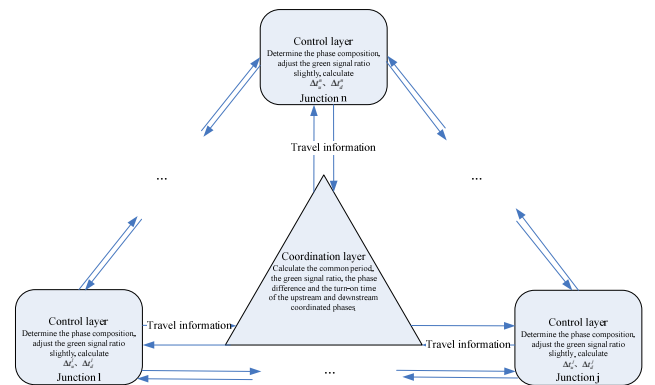 Control layer
Determine the phase composition,
adjust the green signal ratio
slightly, calculate
Δtₐⁿ、Δt_dⁿ
Junction n
Travel information
...
...
Coordination layer
Calculate the common period,
the green signal ratio, the phase
difference and the turn-on time
of the upstream and downstream
coordinated phases,
Control layer
Determine the phase composition,
adjust the green signal ratio
slightly, calculate
Junction 1
Travel information
Travel information
...
Control layer
Determine the phase composition,
adjust the green signal ratio
slightly, calculate
Junction j